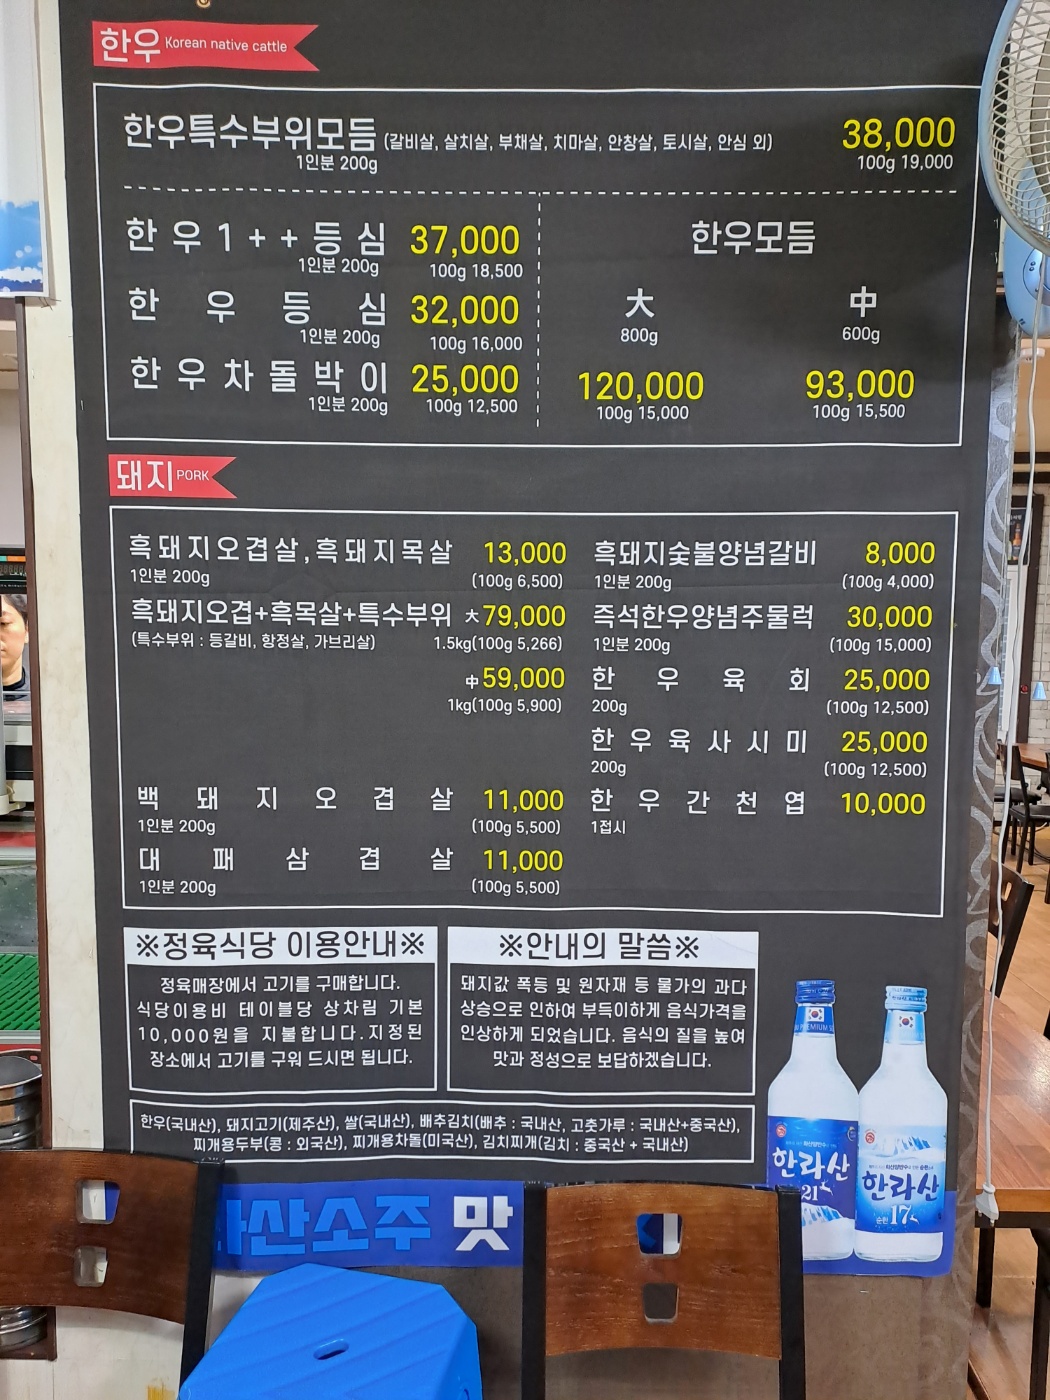 한우 Korean native cattle
한우특수부위모듬 (갈비살, 살치살, 부채살, 치마살, 안창살, 토시살, 안심 외) 38,000
1인분 200g 100g 19,000
한우1++등심 37,000
1인분 200g 100g 18,500
한우등심 32,000
1인분 200g 100g 16,000
한우차돌박이 25,000
1인분 200g 100g 12,500
한우모듬
大 中
800g 600g
120,000 93,000
100g 15,000 100g 15,500
돼지 PORK
흑돼지오겹살,흑돼지목살 13,000
1인분 200g (100g 6,500)
흑돼지오겹+흑목살+특수부위 大79,000
(특수부위 : 등갈비, 항정살, 가브리살) 1.5kg(100g 5,266)
中59,000
1kg(100g 5,900)
백돼지오겹살 11,000
1인분 200g (100g 5,500)
대패삼겹살 11,000
1인분 200g (100g 5,500)
흑돼지숯불양념갈비 8,000
1인분 200g (100g 4,000)
즉석한우양념주물럭 30,000
1인분 200g (100g 15,000)
한우육회 25,000
200g (100g 12,500)
한우육사시미 25,000
200g (100g 12,500)
한우간천엽 10,000
1접시
※정육식당 이용안내※
정육매장에서 고기를 구매합니다.
식당이용비 테이블당 상차림 기본
10,000원을 지불합니다.지정된
장소에서 고기를 구워 드시면 됩니다.
※안내의 말씀※
돼지값 폭등 및 원자재 등 물가의 과다
상승으로 인하여 부득이하게 음식가격을
인상하게 되었습니다. 음식의 질을 높여
맛과 정성으로 보답하겠습니다.
한우(국내산), 돼지고기(제주산), 쌀(국내산), 배추김치(배추 : 국내산, 고춧가루 : 국내산+중국산),
찌개용두부(콩 : 외국산), 찌개용차돌(미국산), 김치찌개(김치 : 중국산 + 국내산)
한라산
21
한라산
순한 17
산소주 맛